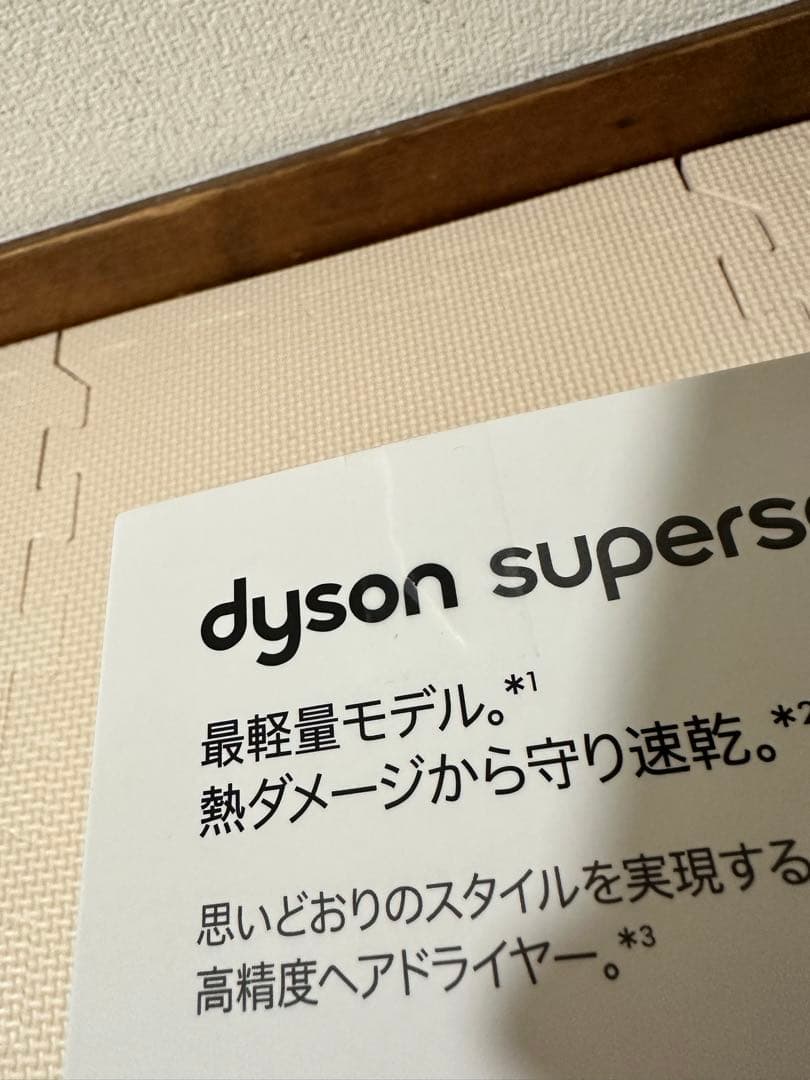 dyson supers
最軽量モデル。*1
熱ダメージから守り速乾。*2
思いどおりのスタイルを実現する
高精度ヘアドライヤー。*3